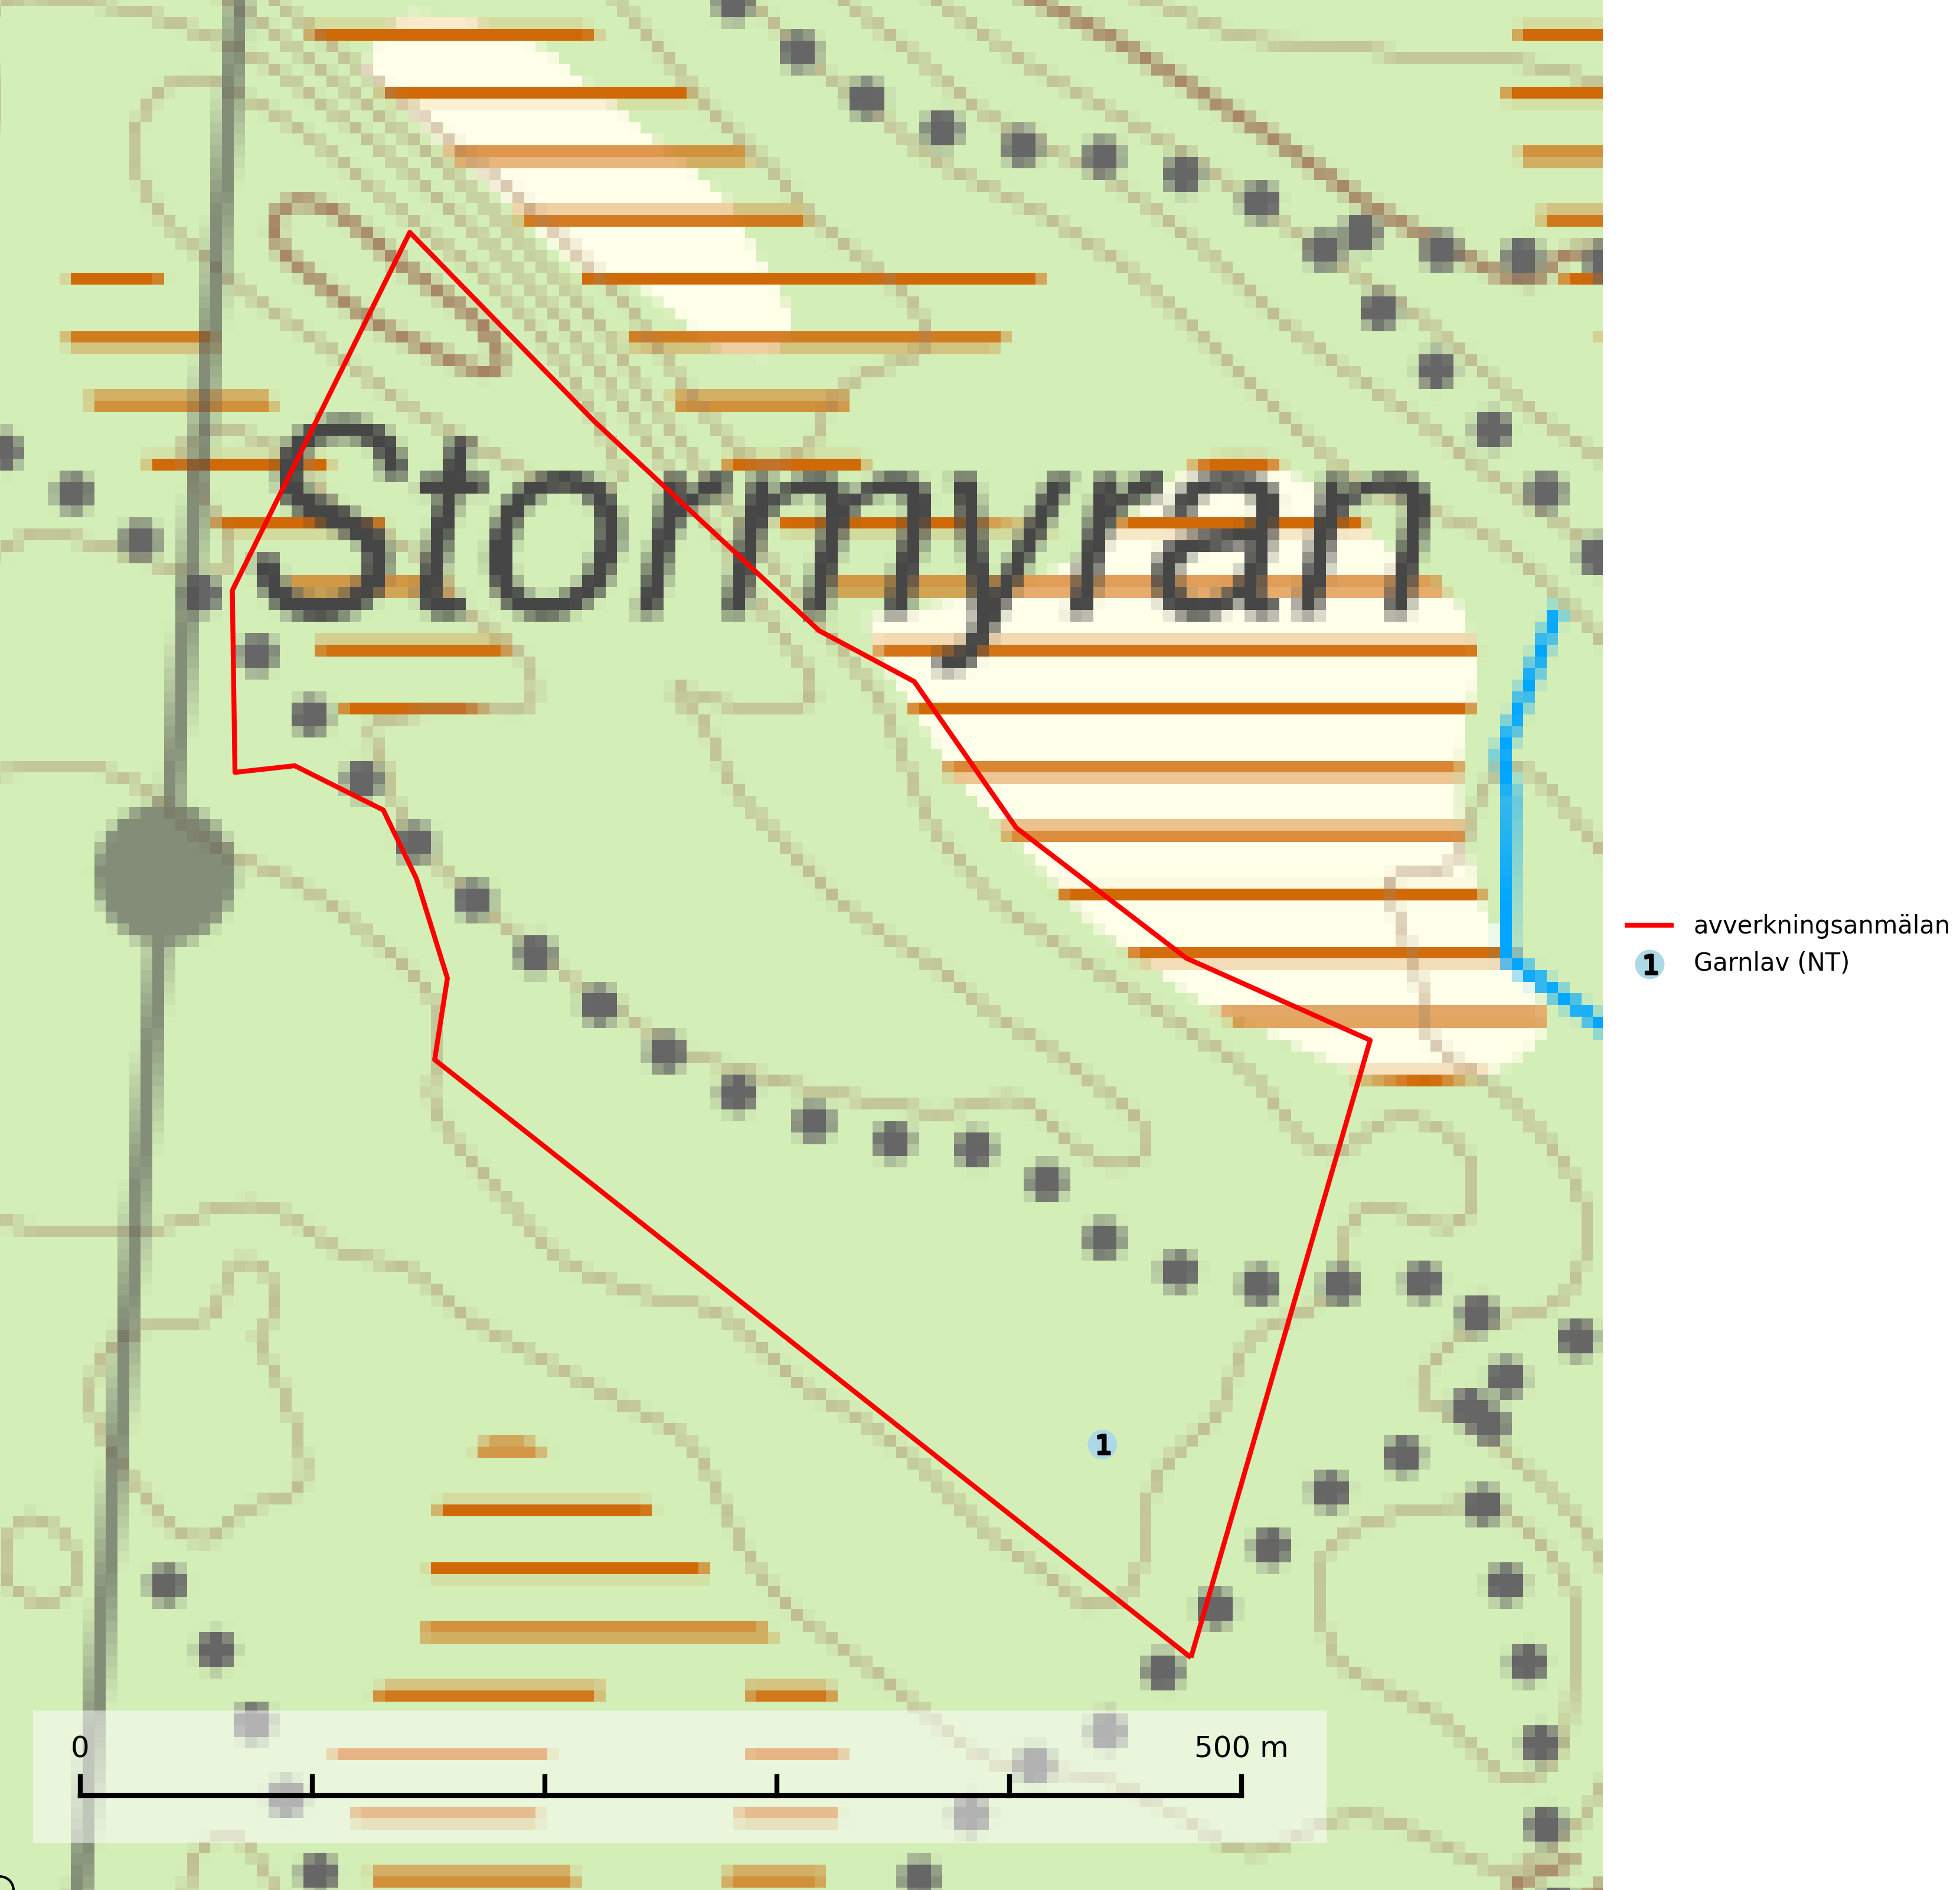 Stormyran
avverkningsanmälan
1 Garnlav (NT)
1
0 500 m